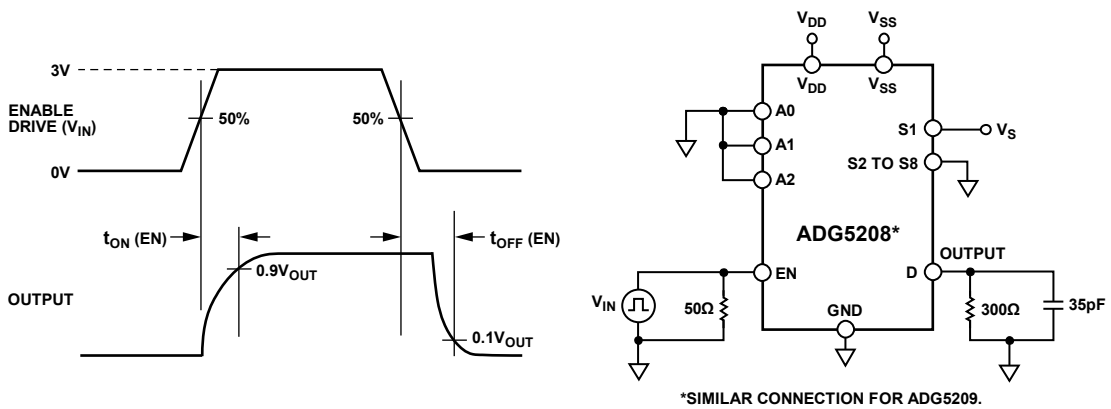 3V
ENABLE
DRIVE (VIN)
50%
50%
0V
tON (EN)
tOFF (EN)
0.9VOUT
OUTPUT
0.1VOUT
VDD
VSS
VDD
VSS
A0
A1
A2
S1
VS
S2 TO S8
ADG5208*
OUTPUT
EN
D
VIN
50Ω
GND
300Ω
35pF
*SIMILAR CONNECTION FOR ADG5209.